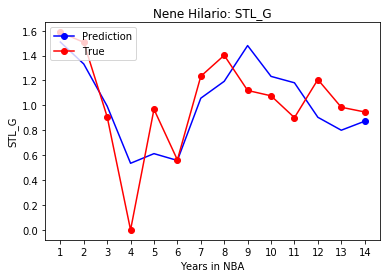 Nene Hilario: STL_G
Prediction
True
STL_G
1.6
1.4
1.2
1.0
0.8
0.6
0.4
0.2
0.0
1 2 3 4 5 6 7 8 9 10 11 12 13 14
Years in NBA